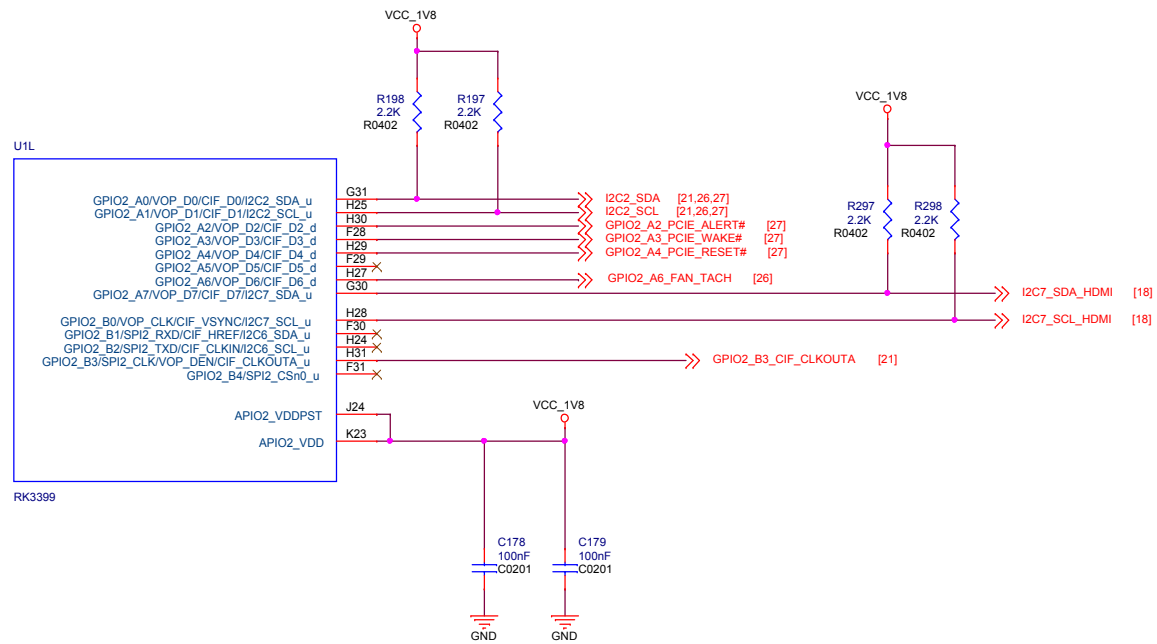 VCC_1V8
R198
2.2K
R0402
R197
2.2K
R0402
VCC_1V8
R297
2.2K
R0402
R298
2.2K
R0402
U1L
GPIO2_A0/VOP_D0/CIF_D0/I2C2_SDA_u G31 I2C2_SDA [21,26,27]
GPIO2_A1/VOP_D1/CIF_D1/I2C2_SCL_u H25 I2C2_SCL [21,26,27]
GPIO2_A2/VOP_D2/CIF_D2_d H30 GPIO2_A2_PCIE_ALERT# [27]
GPIO2_A3/VOP_D3/CIF_D3_d F28 GPIO2_A3_PCIE_WAKE# [27]
GPIO2_A4/VOP_D4/CIF_D4_d H29 GPIO2_A4_PCIE_RESET# [27]
GPIO2_A5/VOP_D5/CIF_D5_d F29
GPIO2_A6/VOP_D6/CIF_D6_d H27 GPIO2_A6_FAN_TACH [26]
GPIO2_A7/VOP_D7/CIF_D7/I2C7_SDA_u G30 I2C7_SDA_HDMI [18]
GPIO2_B0/VOP_CLK/CIF_VSYNC/I2C7_SCL_u H28 I2C7_SCL_HDMI [18]
GPIO2_B1/SPI2_RXD/CIF_HREF/I2C6_SDA_u F30
GPIO2_B2/SPI2_TXD/CIF_CLKIN/I2C6_SCL_u H24
GPIO2_B3/SPI2_CLK/VOP_DEN/CIF_CLKOUTA_u H31 GPIO2_B3_CIF_CLKOUTA [21]
GPIO2_B4/SPI2_CSn0_u F31
APIO2_VDDPST J24
APIO2_VDD K23
VCC_1V8
RK3399
C178
100nF
C0201
C179
100nF
C0201
GND
GND